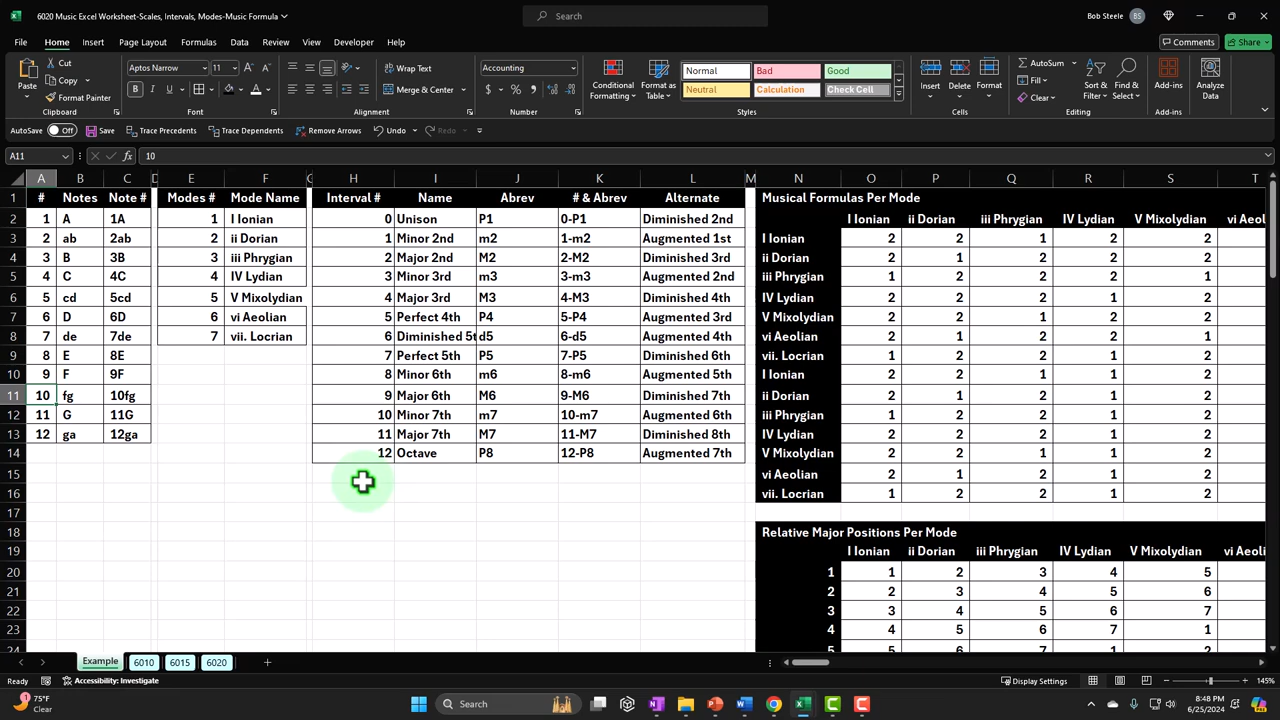 6020 Music Excel Worksheet-Scales, Intervals, Modes-Music Formula
Search
Bob Steele BS
File Home Insert Draw Page Layout Formulas Data Review View Developer Help
Comments Share
Paste
Cut
Copy
Format Painter
Clipboard
Aptos Narrow 11
Font
Wrap Text
Merge & Center
Alignment
Accounting
Number
Conditional Formatting
Format as Table
Normal Bad Good
Neutral Calculation Check Cell
Styles
Insert Delete Format
Cells
AutoSum
Fill
Clear
Sort & Filter
Find & Select
Editing
Add-ins
Add-ins
Analyze Data
AutoSave Off Save Trace Precedents Trace Dependents Remove Arrows Undo Redo
A11 fx 10
A B C D E F G H I J K L M N O P Q R S T
1 # Notes Note # Modes # Mode Name Interval # Name Abrev # & Abrev Alternate Musical Formulas Per Mode
2 1 A 1A 1 I Ionian 0 Unison P1 0-P1 Diminished 2nd I Ionian ii Dorian iii Phrygian IV Lydian V Mixolydian vi Aeol
3 2 ab 2ab 2 ii Dorian 1 Minor 2nd m2 1-m2 Augmented 1st I Ionian 2 2 1 2 2
4 3 B 3B 3 iii Phrygian 2 Major 2nd M2 2-M2 Diminished 3rd ii Dorian 2 1 2 2 2
5 4 C 4C 4 IV Lydian 3 Minor 3rd m3 3-m3 Augmented 2nd iii Phrygian 1 2 2 2 1
6 5 cd 5cd 5 V Mixolydian 4 Major 3rd M3 4-M3 Diminished 4th IV Lydian 2 2 2 1 2
7 6 D 6D 6 vi Aeolian 5 Perfect 4th P4 5-P4 Augmented 3rd V Mixolydian 2 2 1 2 2
8 7 de 7de 7 vii. Locrian 6 Diminished 5t d5 6-d5 Augmented 4th vi Aeolian 2 1 2 2 1
9 8 E 8E 7 Perfect 5th P5 7-P5 Diminished 6th vii. Locrian 1 2 2 1 2
10 9 F 9F 8 Minor 6th m6 8-m6 Augmented 5th I Ionian 2 2 1 1 2
11 10 fg 10fg 9 Major 6th M6 9-M6 Diminished 7th ii Dorian 2 1 2 2 2
12 11 G 11G 10 Minor 7th m7 10-m7 Augmented 6th iii Phrygian 1 2 2 2 1
13 12 ga 12ga 11 Major 7th M7 11-M7 Diminished 8th IV Lydian 2 2 2 1 2
14 12 Octave P8 12-P8 Augmented 7th V Mixolydian 2 2 1 2 2
15 vi Aeolian 2 1 2 2 1
16 vii. Locrian 1 2 2 1 2
17
18 Relative Major Positions Per Mode
19 I Ionian ii Dorian iii Phrygian IV Lydian V Mixolydian vi Aeoli
20 1 1 2 3 4 5
21 2 2 3 4 5 6
22 3 3 4 5 6 7
23 4 4 5 6 7 1
24 5 5 6 7 1 2
Example 6010 6015 6020
Ready Accessibility: Investigate Display Settings 145%
1
75°F
Clear
Search
8:48 PM
6/25/2024